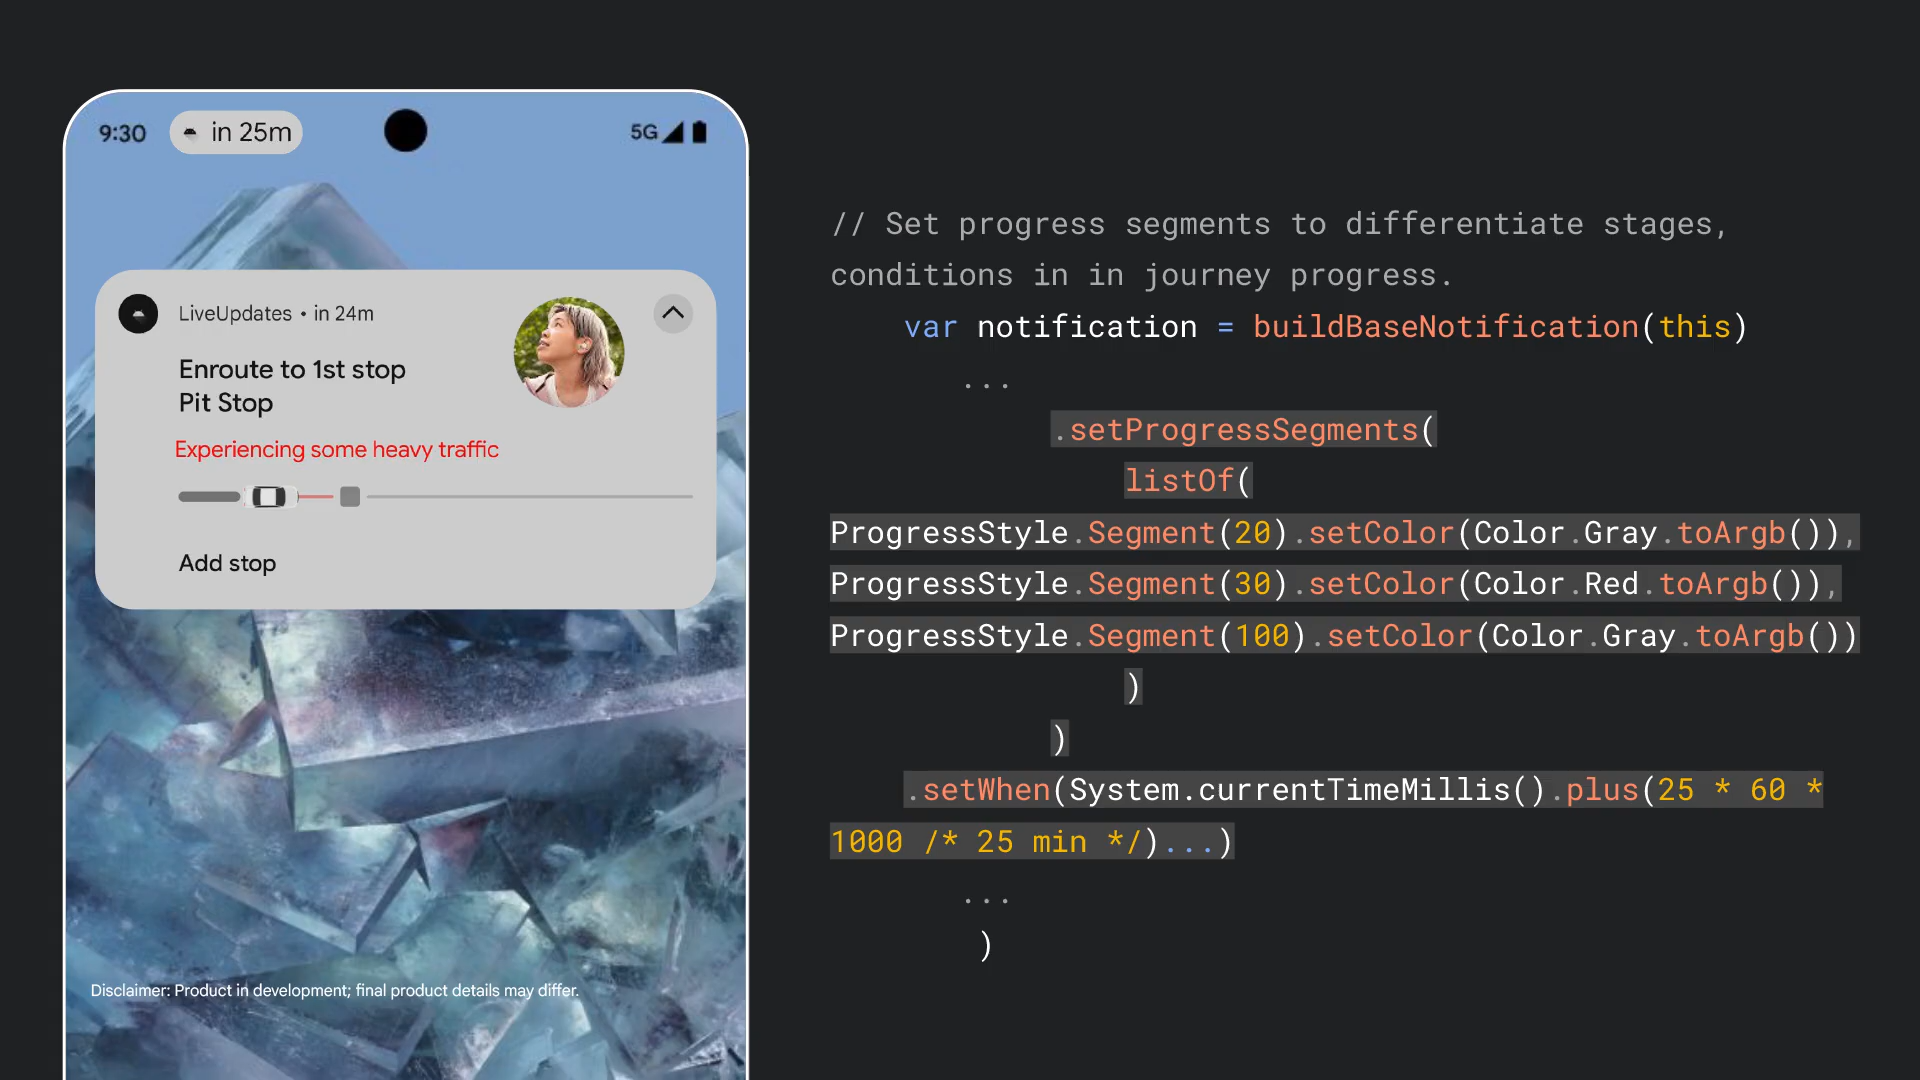 9:30
in 25m
5G
LiveUpdates • in 24m
Enroute to 1st stop
Pit Stop
Experiencing some heavy traffic
Add stop
Disclaimer: Product in development; final product details may differ.
// Set progress segments to differentiate stages,
conditions in in journey progress.
var notification = buildBaseNotification(this)
...
.setProgressSegments(
listOf(
ProgressStyle.Segment(20).setColor(Color.Gray.toArgb()),
ProgressStyle.Segment(30).setColor(Color.Red.toArgb()),
ProgressStyle.Segment(100).setColor(Color.Gray.toArgb())
)
)
.setWhen(System.currentTimeMillis().plus(25 * 60 *
1000 /* 25 min */)...)
...
)